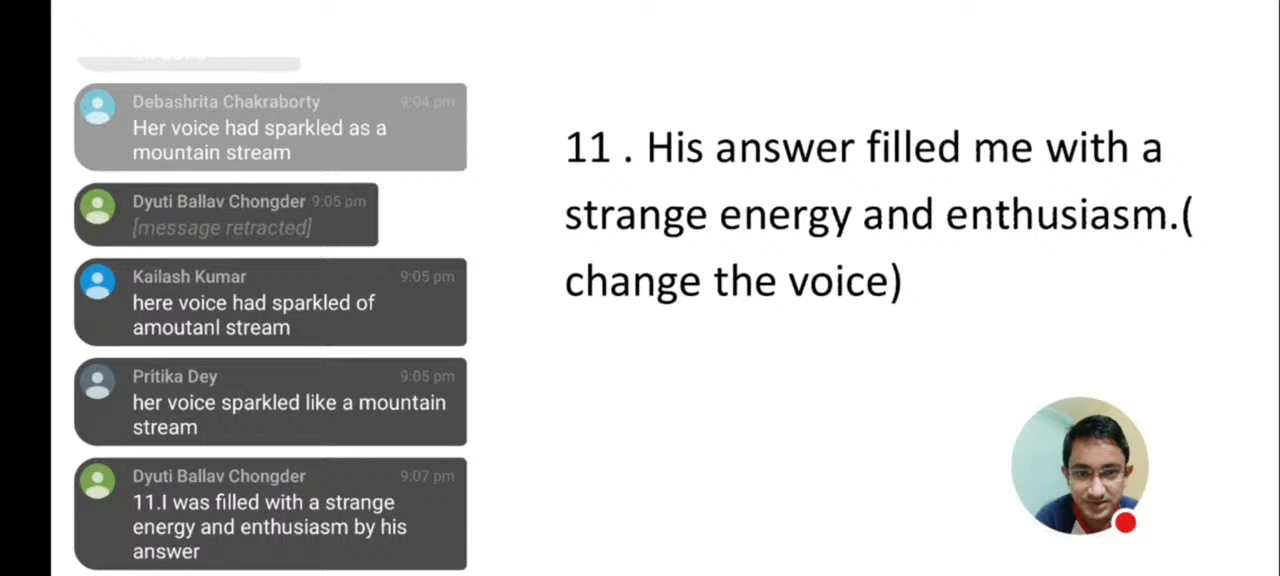 Debashrita Chakraborty 9:04 pm
Her voice had sparkled as a
mountain stream
Dyuti Ballav Chongder 9:05 pm
[message retracted]
Kailash Kumar 9:05 pm
here voice had sparkled of
amoutanl stream
Pritika Dey 9:05 pm
her voice sparkled like a mountain
stream
Dyuti Ballav Chongder 9:07 pm
11.I was filled with a strange
energy and enthusiasm by his
answer
11 . His answer filled me with a
strange energy and enthusiasm.(
change the voice)